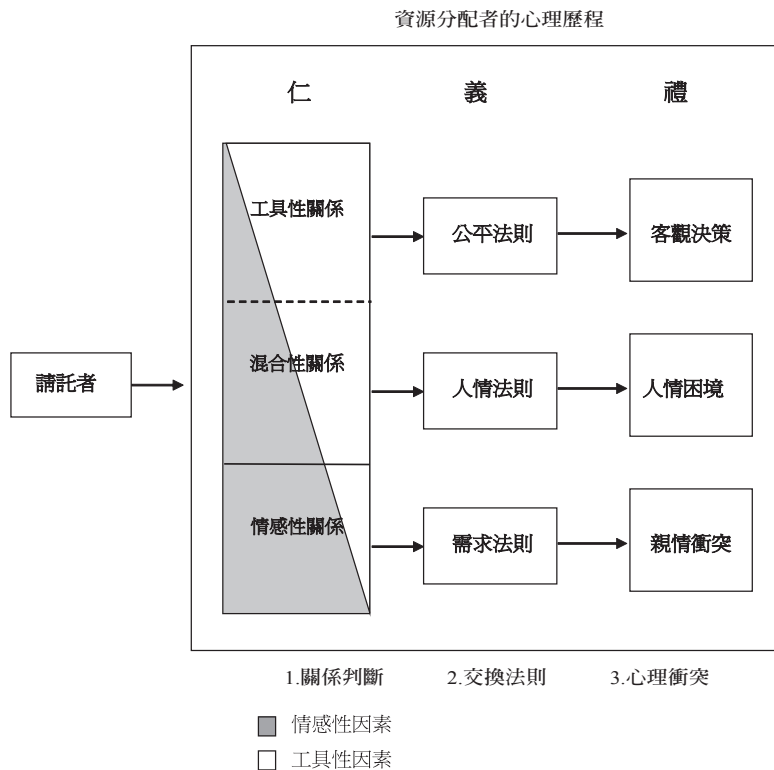 資源分配者的心理歷程
仁 義 禮
工具性關係 公平法則 客觀決策
混合性關係 人情法則 人情困境
請託者
情感性關係 需求法則 親情衝突
1.關係判斷 2.交換法則 3.心理衝突
情感性因素
工具性因素